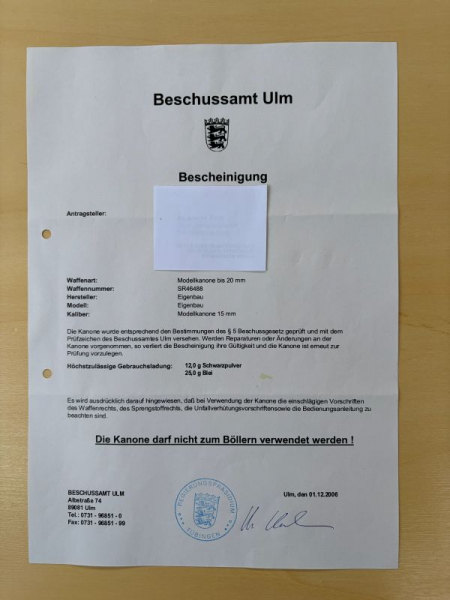 Beschussamt Ulm
Bescheinigung
Antragsteller:
Waffenart: Modellkanone bis 20 mm
Waffennummer: SR46488
Hersteller: Eigenbau
Modell: Eigenbau
Kaliber: Modellkanone 15 mm
Die Kanone wurde entsprechend den Bestimmungen des § 5 Beschussgesetz geprüft und mit dem
Prüfzeichen des Beschussamtes Ulm versehen. Werden Reparaturen oder Änderungen an der
Kanone vorgenommen, so verliert die Bescheinigung ihre Gültigkeit und die Kanone ist erneut zur
Prüfung vorzulegen.
Höchstzulässige Gebrauchsladung: 12,0 g Schwarzpulver
25,0 g Blei
Es wird ausdrücklich darauf hingewiesen, daß bei Verwendung der Kanone die einschlägigen Vorschriften
des Waffenrechts, des Sprengstoffrechts, die Unfallverhütungsvorschriftensowie die Bedienungsanleitung zu
beachten sind.
Die Kanone darf nicht zum Böllern verwendet werden !
BESCHUSSAMT ULM
Albstraße 74
89081 Ulm
Tel.: 0731 - 96851 - 0
Fax: 0731 - 96851 - 99
REGIERUNGSPRÄSIDIUM
TÜBINGEN
Ulm, den 01.12.2006